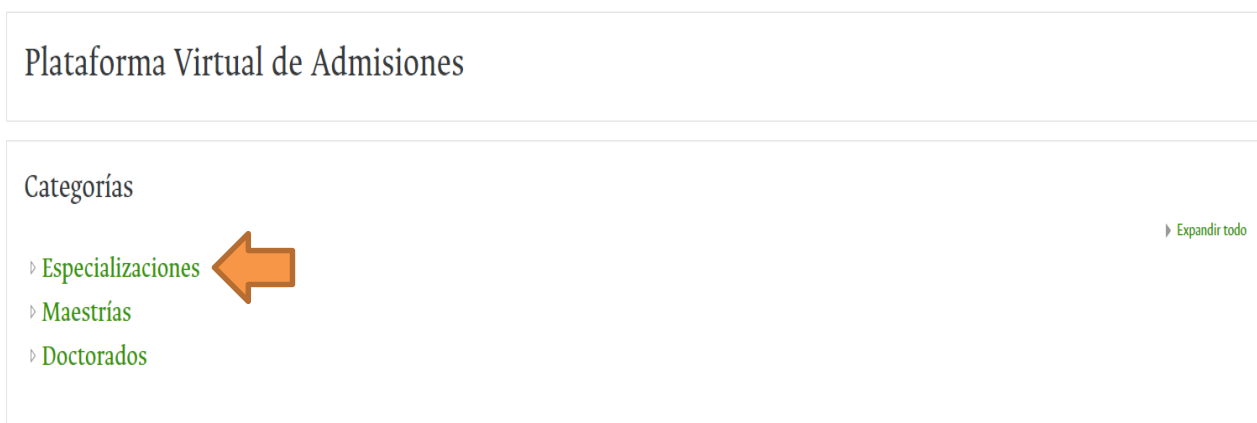 Plataforma Virtual de Admisiones
Categorías
Expandir todo
Especializaciones
Maestrías
Doctorados